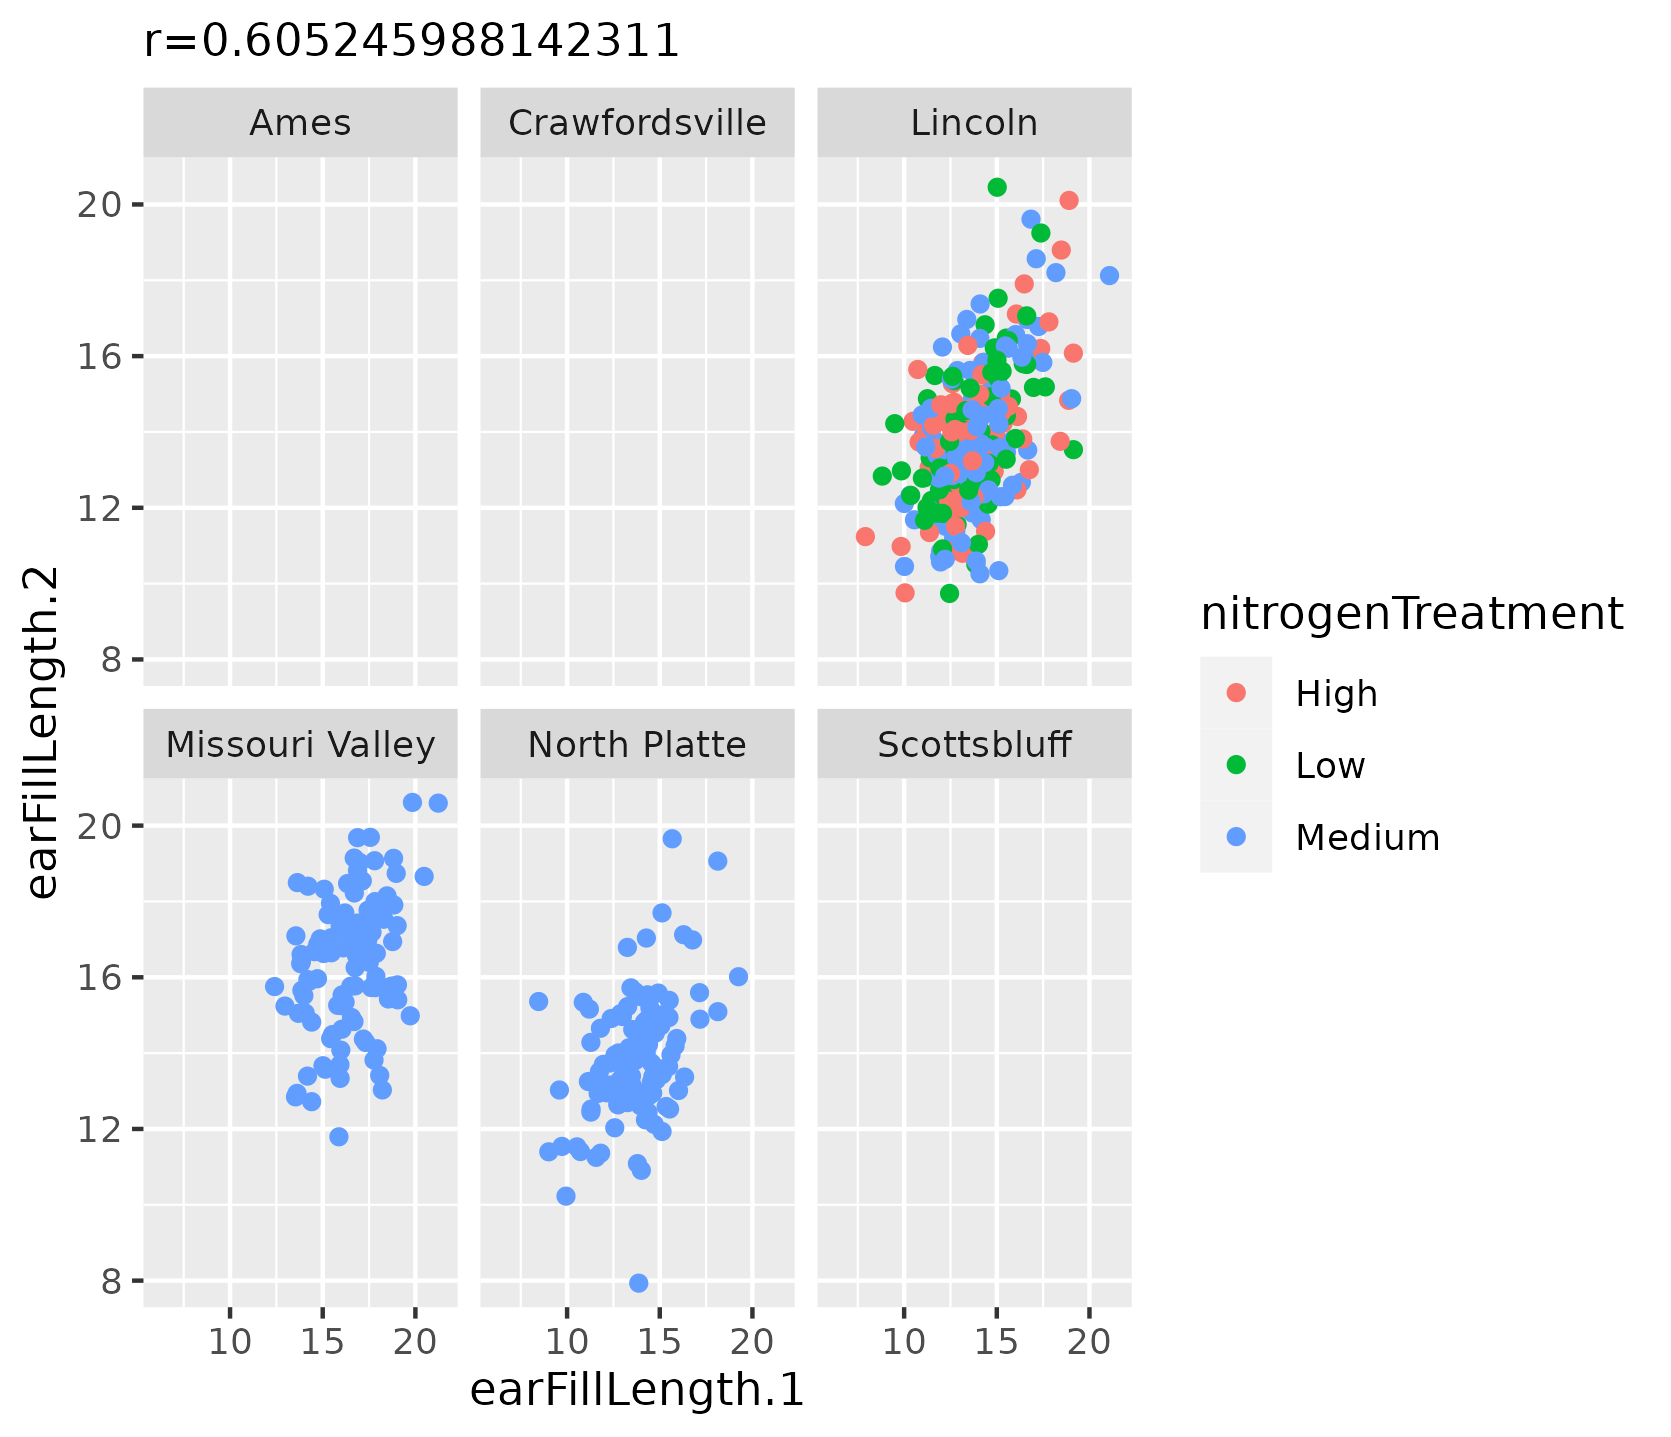 r=0.605245988142311
Ames
Crawfordsville
Lincoln
20
16
12
8
Missouri Valley
North Platte
Scottsbluff
20
16
12
8
10 15 20
10 15 20
10 15 20
earFillLength.1
earFillLength.2
nitrogenTreatment
High
Low
Medium